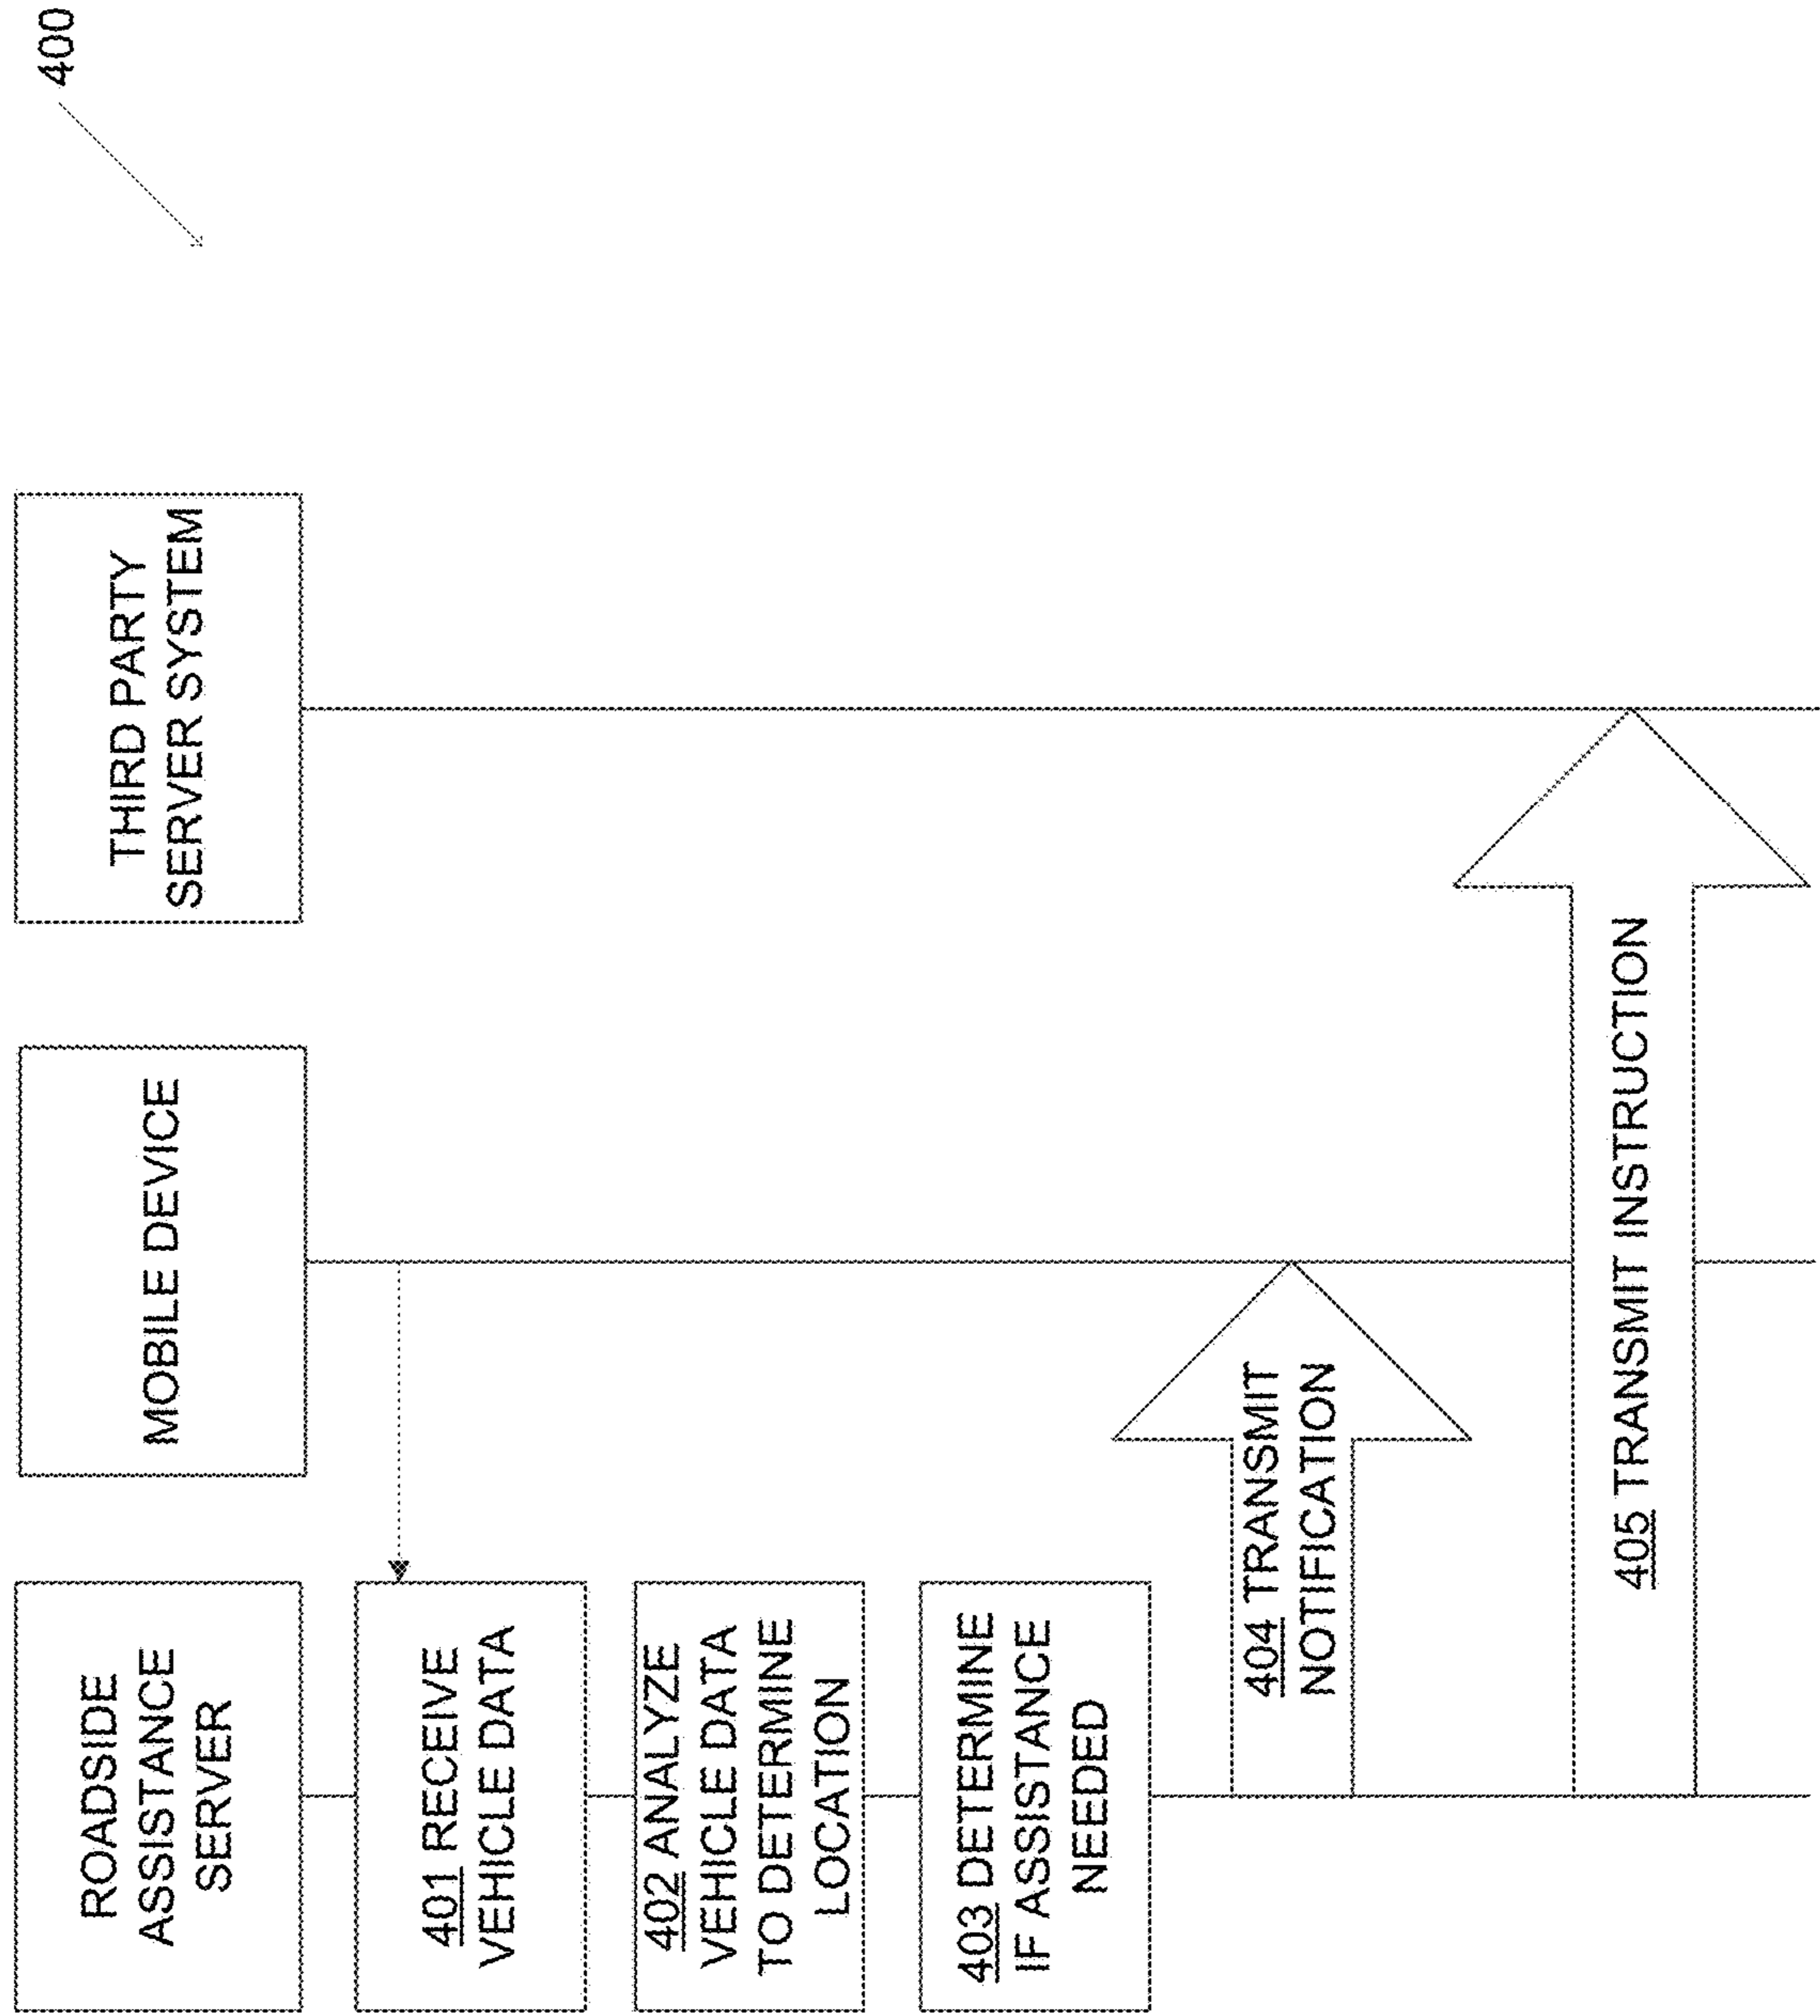 400
ROADSIDE
ASSISTANCE
SERVER
MOBILE DEVICE
THIRD PARTY
SERVER SYSTEM
401 RECEIVE
VEHICLE DATA
402 ANALYZE
VEHICLE DATA
TO DETERMINE
LOCATION
403 DETERMINE
IF ASSISTANCE
NEEDED
404 TRANSMIT
NOTIFICATION
405 TRANSMIT INSTRUCTION